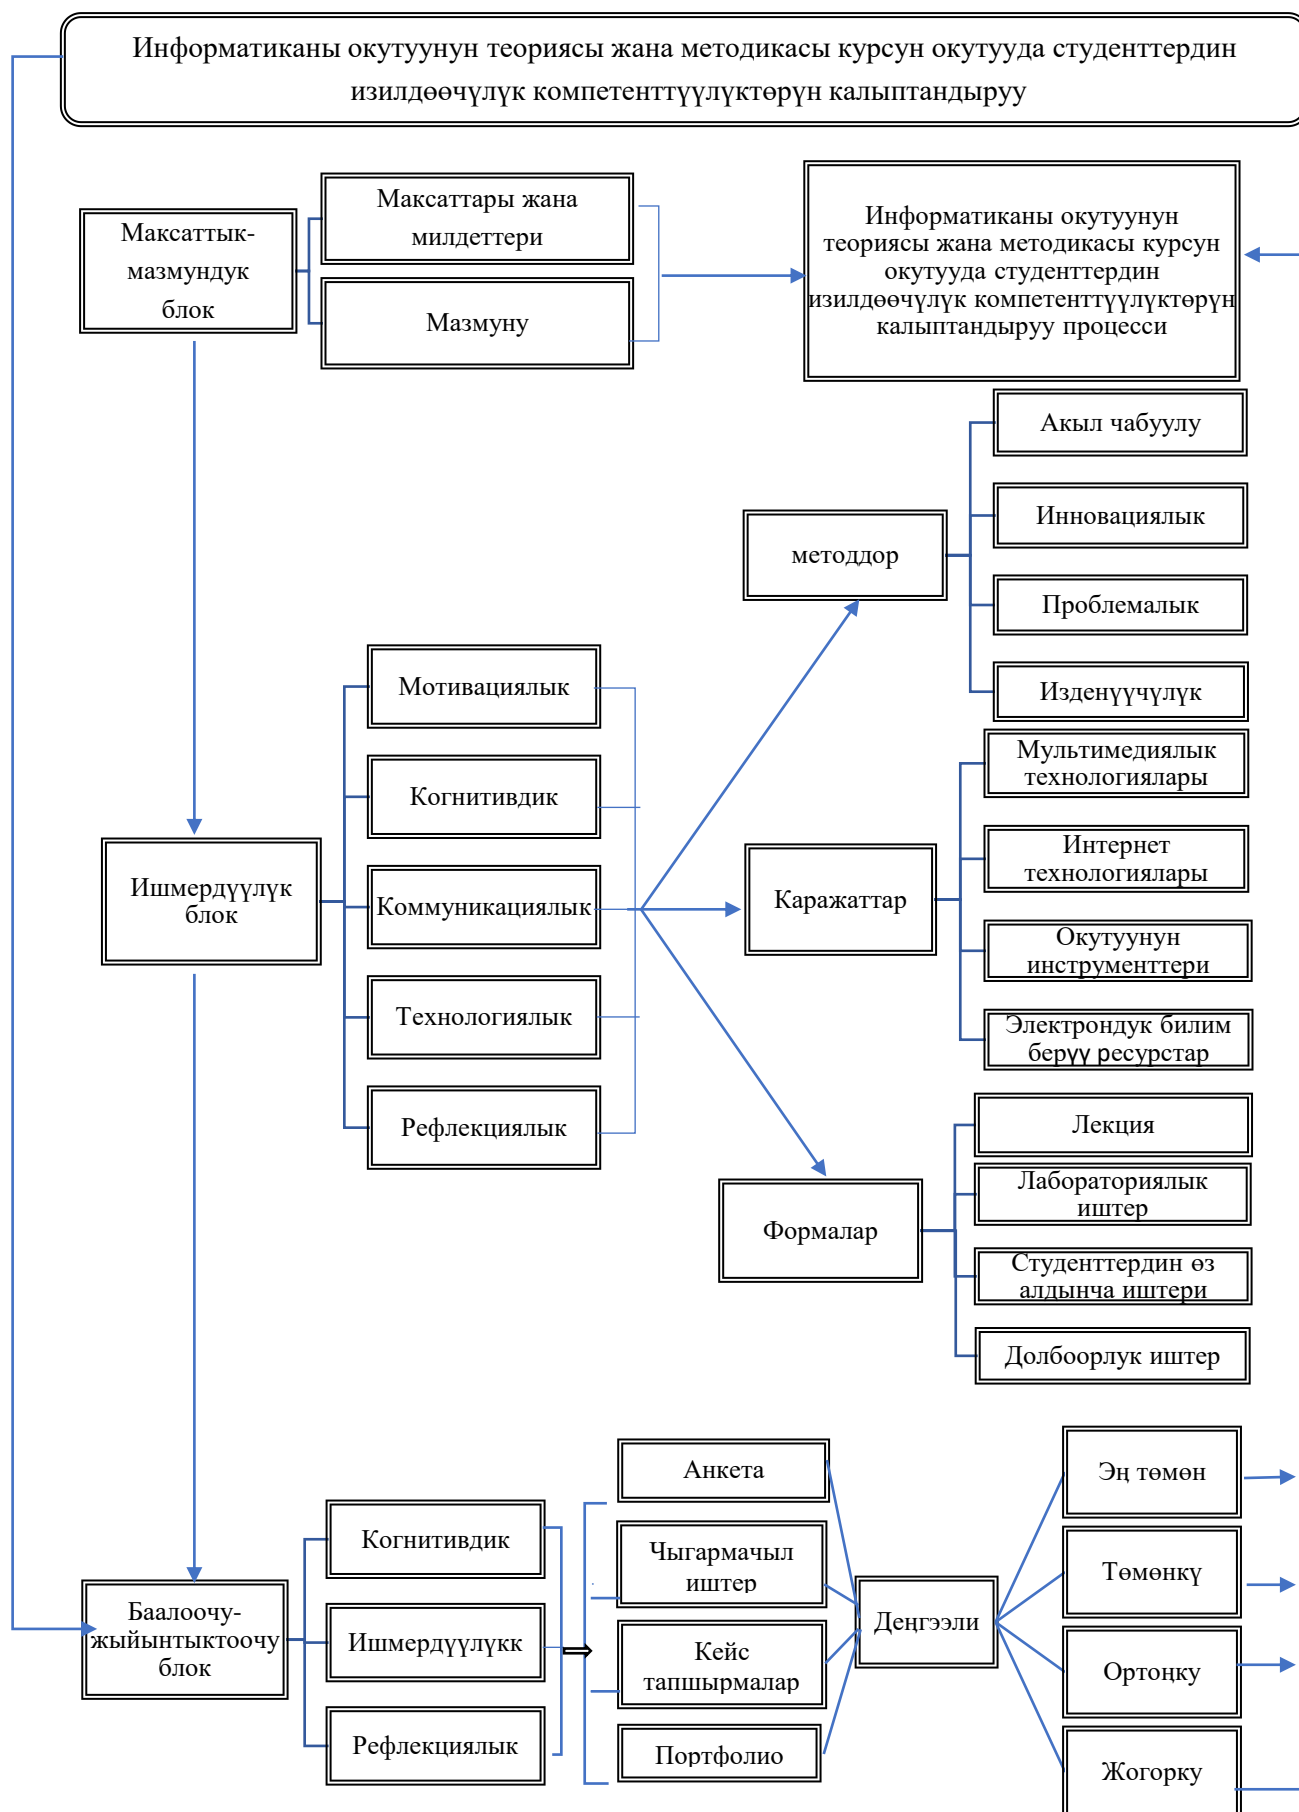 Информатиканы окутуунун теориясы жана методикасы курсун окутууда студенттердин
изилдөөчүлүк компетенттүүлүктөрүн калыптандыруу
Максаттык-
мазмундук
блок
Максаттары жана
милдеттери
Мазмуну
Информатиканы окутуунун
теориясы жана методикасы курсун
окутууда студенттердин
изилдөөчүлүк компетенттүүлүктөрүн
калыптандыруу процесси
методдор
Акыл чабуулу
Инновациялык
Проблемалык
Изденүүчүлүк
Ишмердүүлүк
блок
Мотивациялык
Когнитивдик
Коммуникациялык
Технологиялык
Рефлекциялык
Каражаттар
Мультимедиялык
технологиялары
Интернет
технологиялары
Окутуунун
инструменттери
Электрондук билим
берүү ресурстар
Формалар
Лекция
Лабораториялык
иштер
Студенттердин өз
алдынча иштери
Долбоорлук иштер
Баалоочу-
жыйынтыктоочу
блок
Когнитивдик
Ишмердүүлүкк
Рефлекциялык
Анкета
Чыгармачыл
иштер
Кейс
тапшырмалар
Портфолио
Деңгээли
Эң төмөн
Төмөнкү
Ортоңку
Жогорку